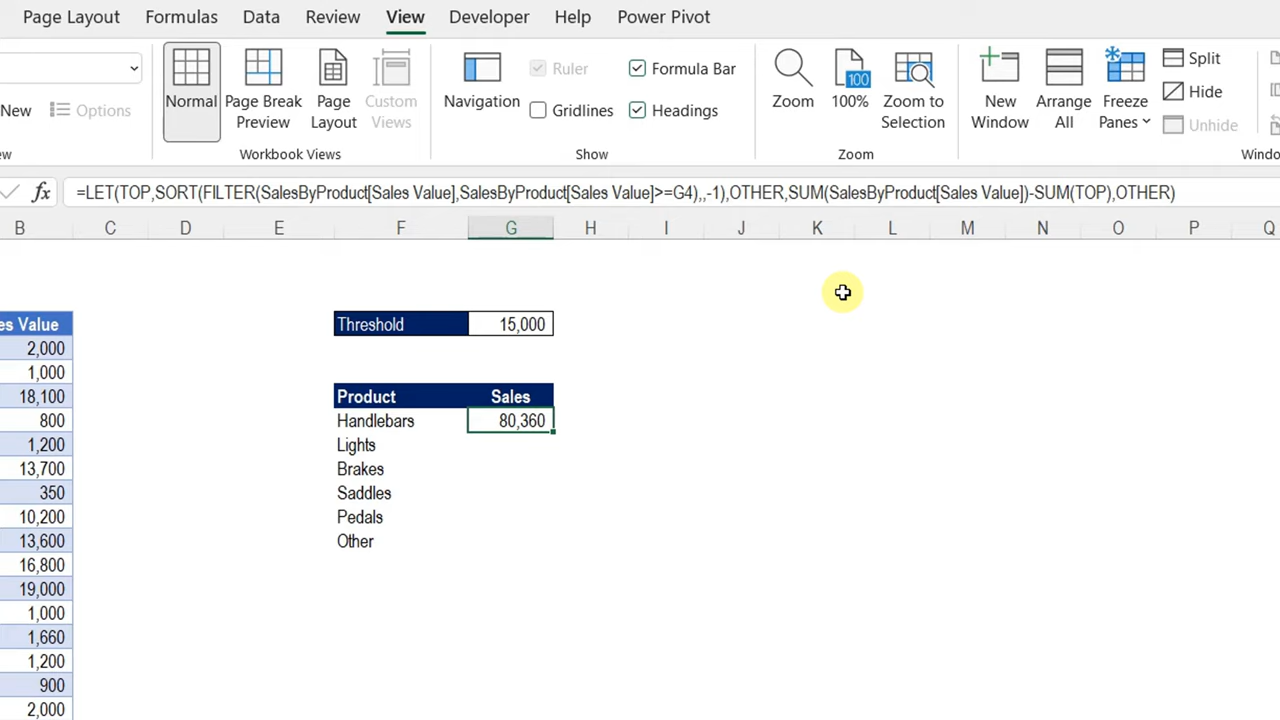 Page Layout Formulas Data Review View Developer Help Power Pivot
New
Options
Normal
Page Break Preview
Page Layout
Custom Views
Workbook Views
Navigation
Ruler
Formula Bar
Gridlines
Headings
Show
Zoom
100
100%
Zoom to Selection
Zoom
New Window
Arrange All
Freeze Panes
Split
Hide
Unhide
fx =LET(TOP,SORT(FILTER(SalesByProduct[Sales Value],SalesByProduct[Sales Value]>=G4),,-1),OTHER,SUM(SalesByProduct[Sales Value])-SUM(TOP),OTHER)
B C D E F G H I J K L M N O P Q
Value
2,000
1,000
18,100
800
1,200
13,700
350
10,200
13,600
16,800
19,000
1,000
1,660
1,200
900
2,000
Threshold 15,000
Product Sales
Handlebars 80,360
Lights
Brakes
Saddles
Pedals
Other